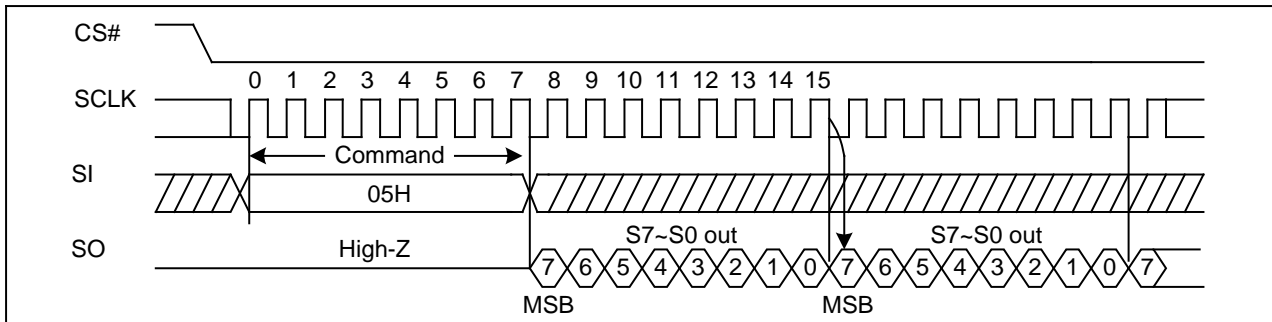 CS#
0 1 2 3 4 5 6 7 8 9 10 11 12 13 14 15
SCLK
Command
SI
05H
S7~S0 out S7~S0 out
SO
High-Z
7 6 5 4 3 2 1 0 7 6 5 4 3 2 1 0 7
MSB MSB